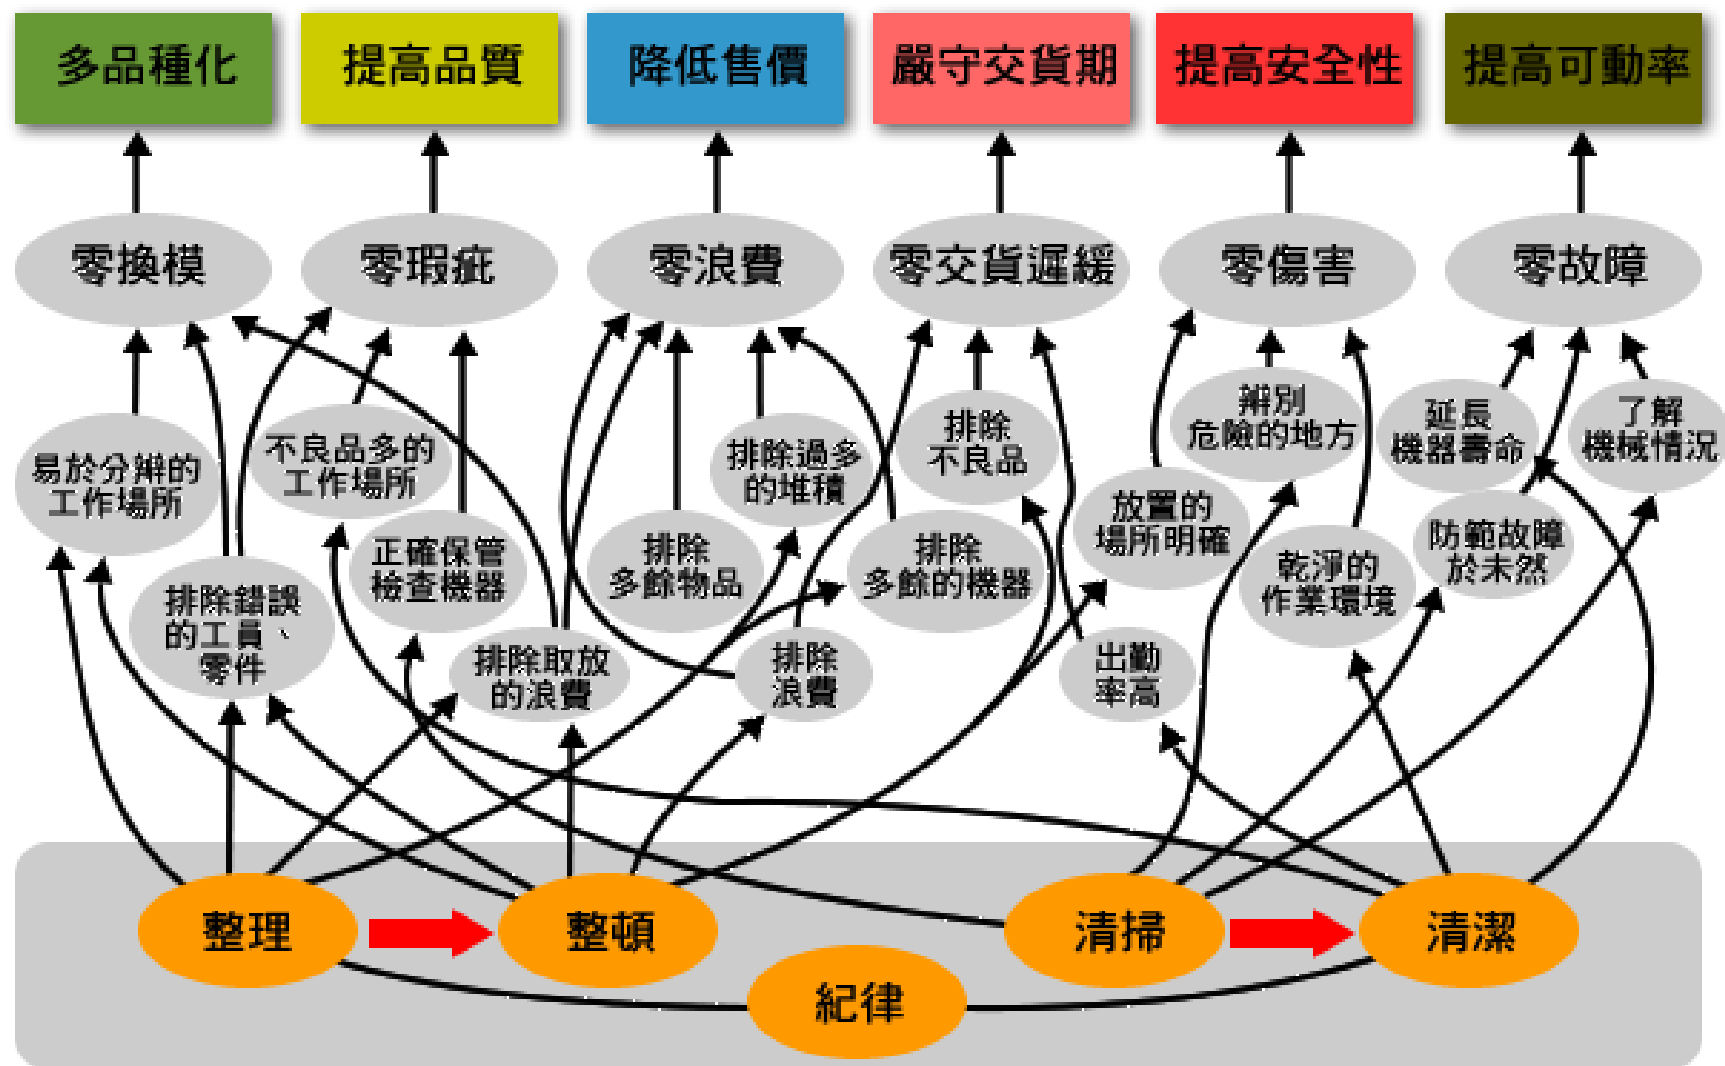 多品種化
提高品質
降低售價
嚴守交貨期
提高安全性
提高可動率
零換模
零瑕疵
零浪費
零交貨遲緩
零傷害
零故障
易於分辨的
工作場所
不良品多的
工作場所
排除過多
的堆積
排除
不良品
辨別
危險的地方
延長
機器壽命
了解
機械情況
正確保管
檢查機器
排除
多餘物品
排除
多餘的機器
放置的
場所明確
乾淨的
作業環境
防範故障
於未然
排除錯誤
的工具、
零件
排除取放
的浪費
排除
浪費
出勤
率高
整理
整頓
清掃
清潔
紀律